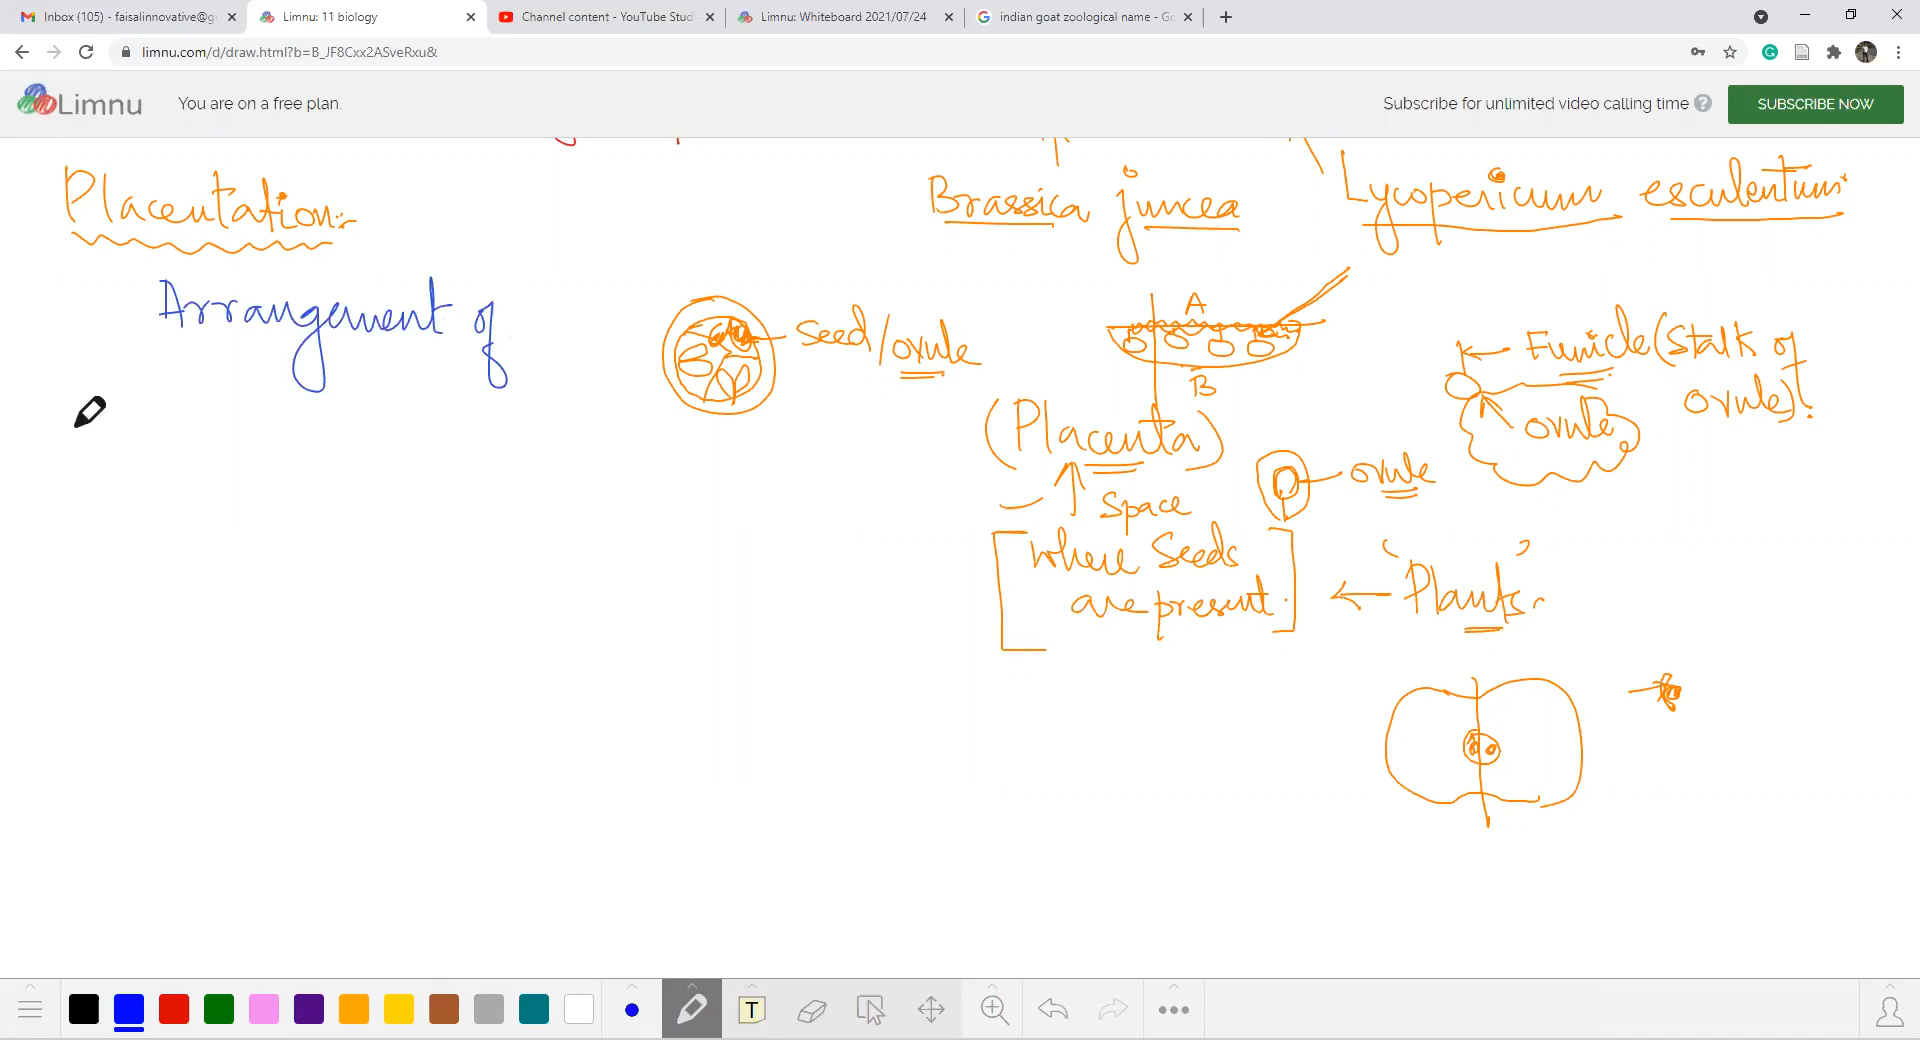 Inbox (105) - faisalinnovative@g
Limnu: 11 biology
Channel content - YouTube Stud
Limnu: Whiteboard 2021/07/24
indian goat zoological name - Go
limnu.com/d/draw.html?b=B_JF8Cxx2ASveRxu&
Limnu
You are on a free plan.
Subscribe for unlimited video calling time
SUBSCRIBE NOW
Placentation:-
Brassica juncea
Lycopericum esculentum
Arrangement of
Seed/ovule
A
B
Funicle (Stalk of
ovule).
ovule
(Placenta)
ovule
Space
[where Seeds
are present.]
"Plants"
T